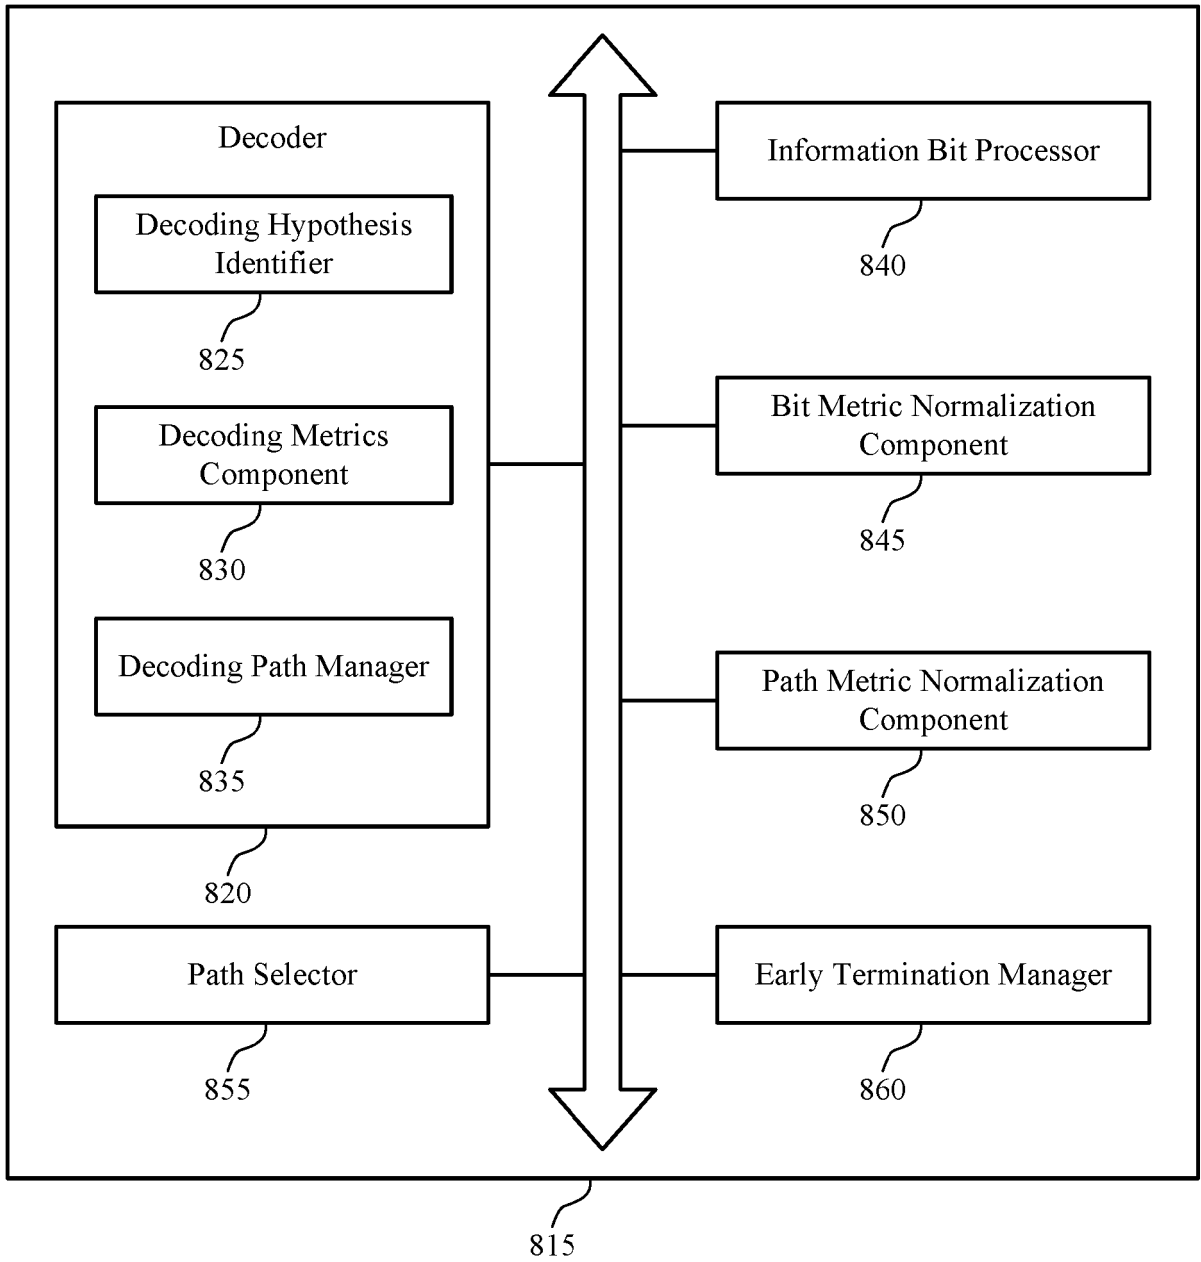 Decoder
Decoding Hypothesis
Identifier
825
Decoding Metrics
Component
830
Decoding Path Manager
835
820
Path Selector
855
Information Bit Processor
840
Bit Metric Normalization
Component
845
Path Metric Normalization
Component
850
Early Termination Manager
860
815